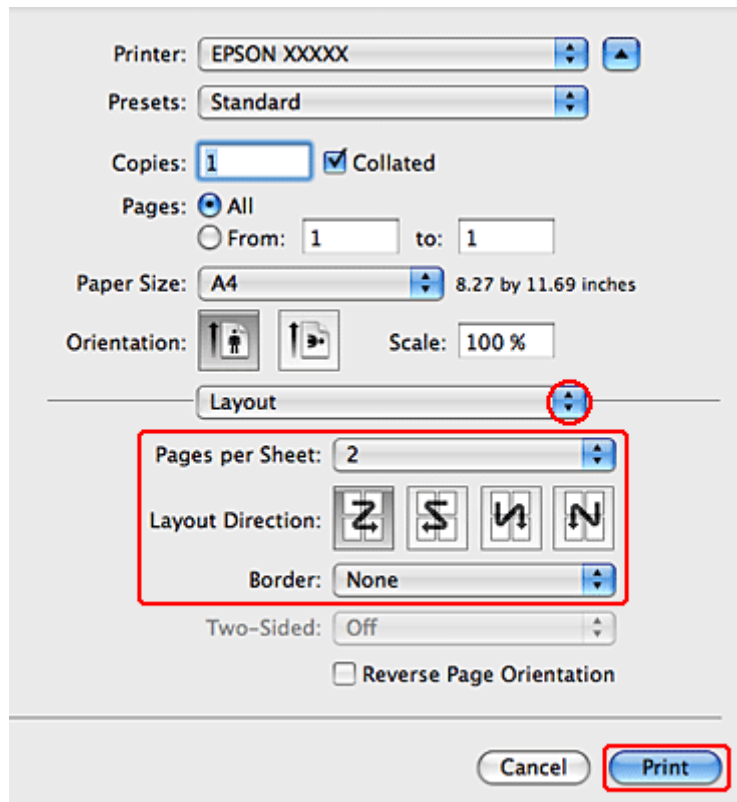 Printer: EPSON XXXXX
Presets: Standard
Copies: 1 Collated
Pages: All
From: 1 to: 1
Paper Size: A4 8.27 by 11.69 inches
Orientation: Scale: 100 %
Layout
Pages per Sheet: 2
Layout Direction:
Border: None
Two-Sided: Off
Reverse Page Orientation
Cancel Print